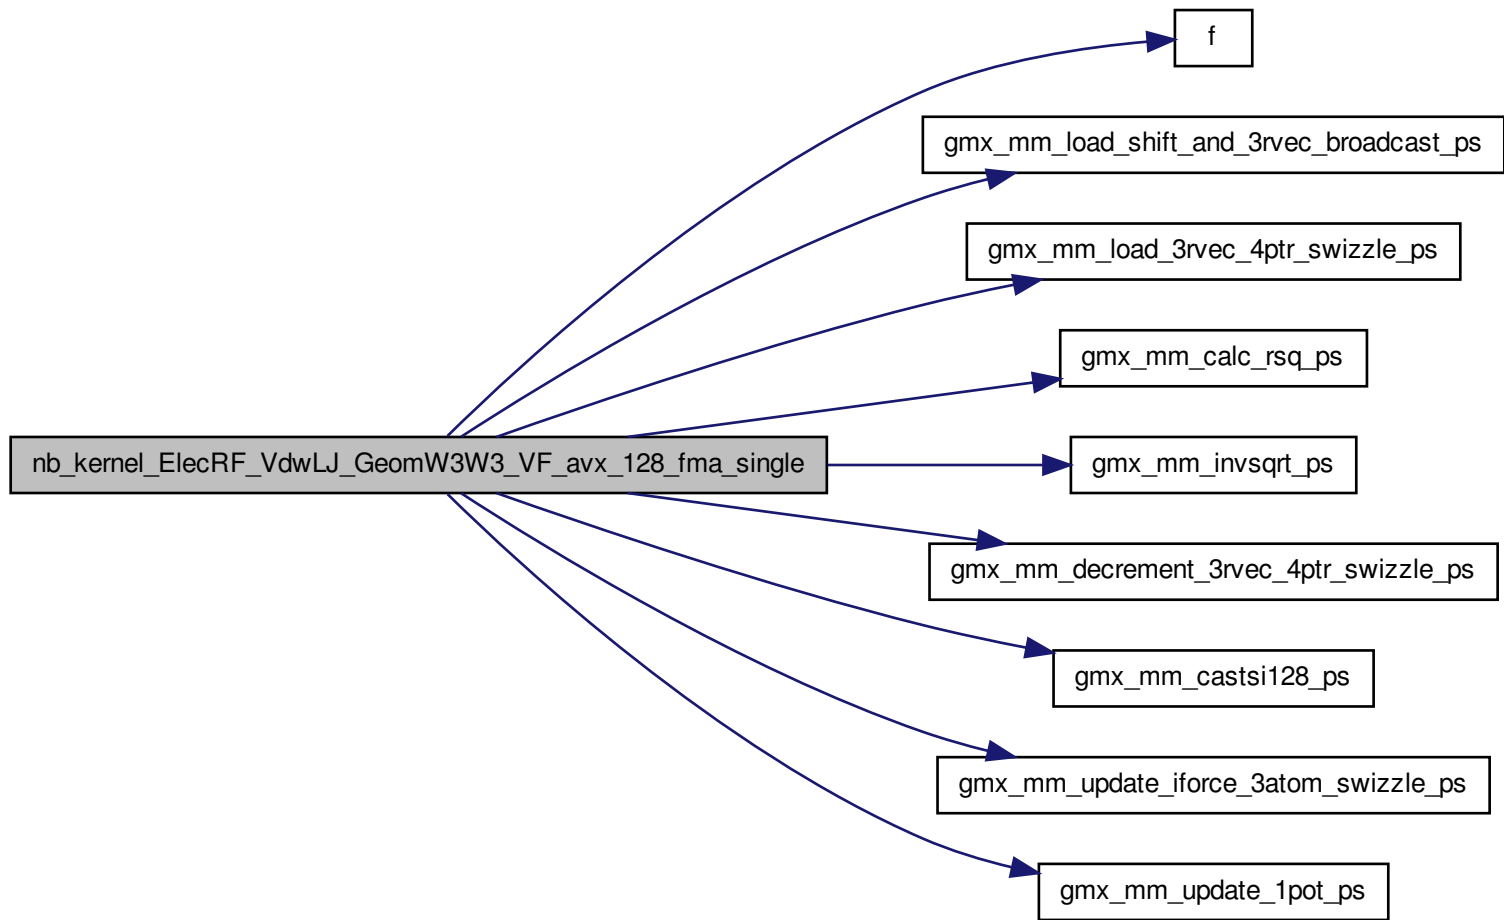 f
gmx_mm_load_shift_and_3rvec_broadcast_ps
gmx_mm_load_3rvec_4ptr_swizzle_ps
gmx_mm_calc_rsq_ps
nb_kernel_ElecRF_VdwLJ_GeomW3W3_VF_avx_128_fma_single
gmx_mm_invsqrt_ps
gmx_mm_decrement_3rvec_4ptr_swizzle_ps
gmx_mm_castsi128_ps
gmx_mm_update_iforce_3atom_swizzle_ps
gmx_mm_update_1pot_ps